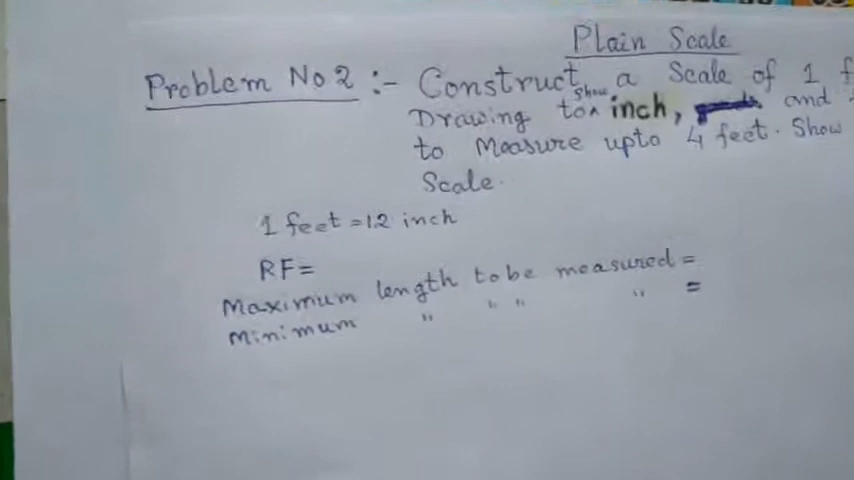 Plain Scale
Problem No 2 :- Construct a Scale of 1 f
Drawing to show inch, and
to Measure upto 4 feet. Show
Scale.
1 feet = 12 inch
RF=
Maximum length to be measured =
Minimum " " " " =